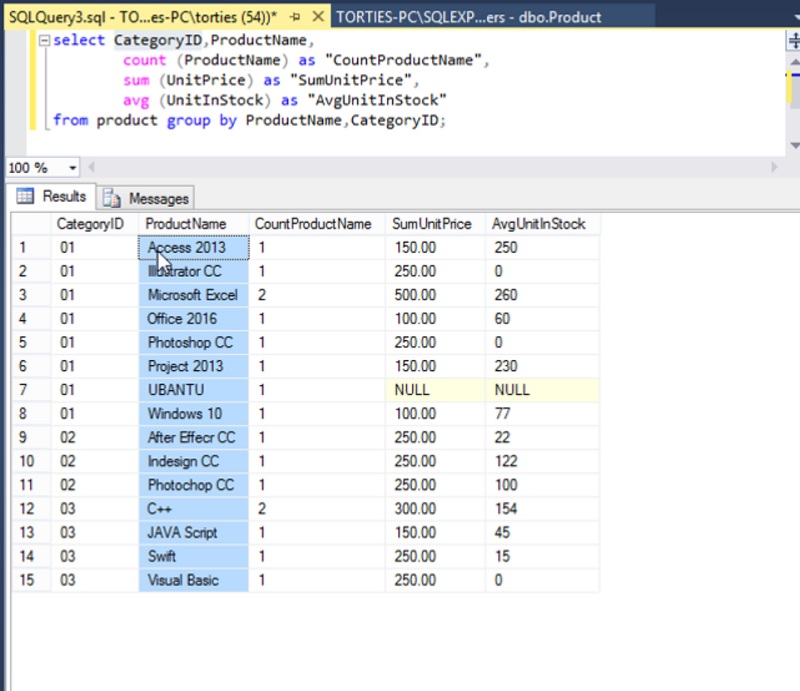 SQLQuery3.sql - TO...es-PC\torties (54))* TORTIES-PC\SQLEXP...ers - dbo.Product
select CategoryID,ProductName,
count (ProductName) as "CountProductName",
sum (UnitPrice) as "SumUnitPrice",
avg (UnitInStock) as "AvgUnitInStock"
from product group by ProductName,CategoryID;
100 %
Results Messages
CategoryID ProductName CountProductName SumUnitPrice AvgUnitInStock
1 01 Access 2013 1 150.00 250
2 01 Illustrator CC 1 250.00 0
3 01 Microsoft Excel 2 500.00 260
4 01 Office 2016 1 100.00 60
5 01 Photoshop CC 1 250.00 0
6 01 Project 2013 1 150.00 230
7 01 UBANTU 1 NULL NULL
8 01 Windows 10 1 100.00 77
9 02 After Effecr CC 1 250.00 22
10 02 Indesign CC 1 250.00 122
11 02 Photochop CC 1 250.00 100
12 03 C++ 2 300.00 154
13 03 JAVA Script 1 150.00 45
14 03 Swift 1 250.00 15
15 03 Visual Basic 1 250.00 0